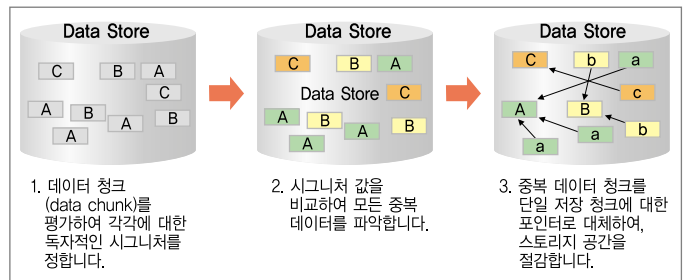 Data Store
C B A
C
A B
A A B
1. 데이터 청크
(data chunk)를
평가하여 각각에 대한
독자적인 시그니처를
정합니다.
Data Store
C B A
Data Store C
A B
A A B
2. 시그니처 값을
비교하여 모든 중복
데이터를 파악합니다.
Data Store
C b a
c
A B
a a b
3. 중복 데이터 청크를
단일 저장 청크에 대한
포인터로 대체하여,
스토리지 공간을
절감합니다.